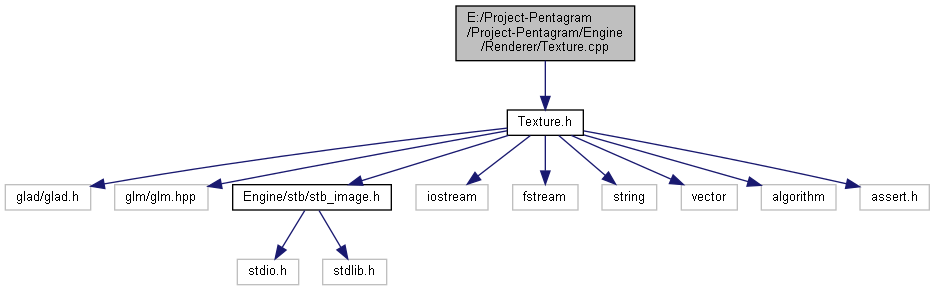 E:/Project-Pentagram
/Project-Pentagram/Engine
/Renderer/Texture.cpp
Texture.h
glad/glad.h
glm/glm.hpp
Engine/stb/stb_image.h
iostream
fstream
string
vector
algorithm
assert.h
stdio.h
stdlib.h